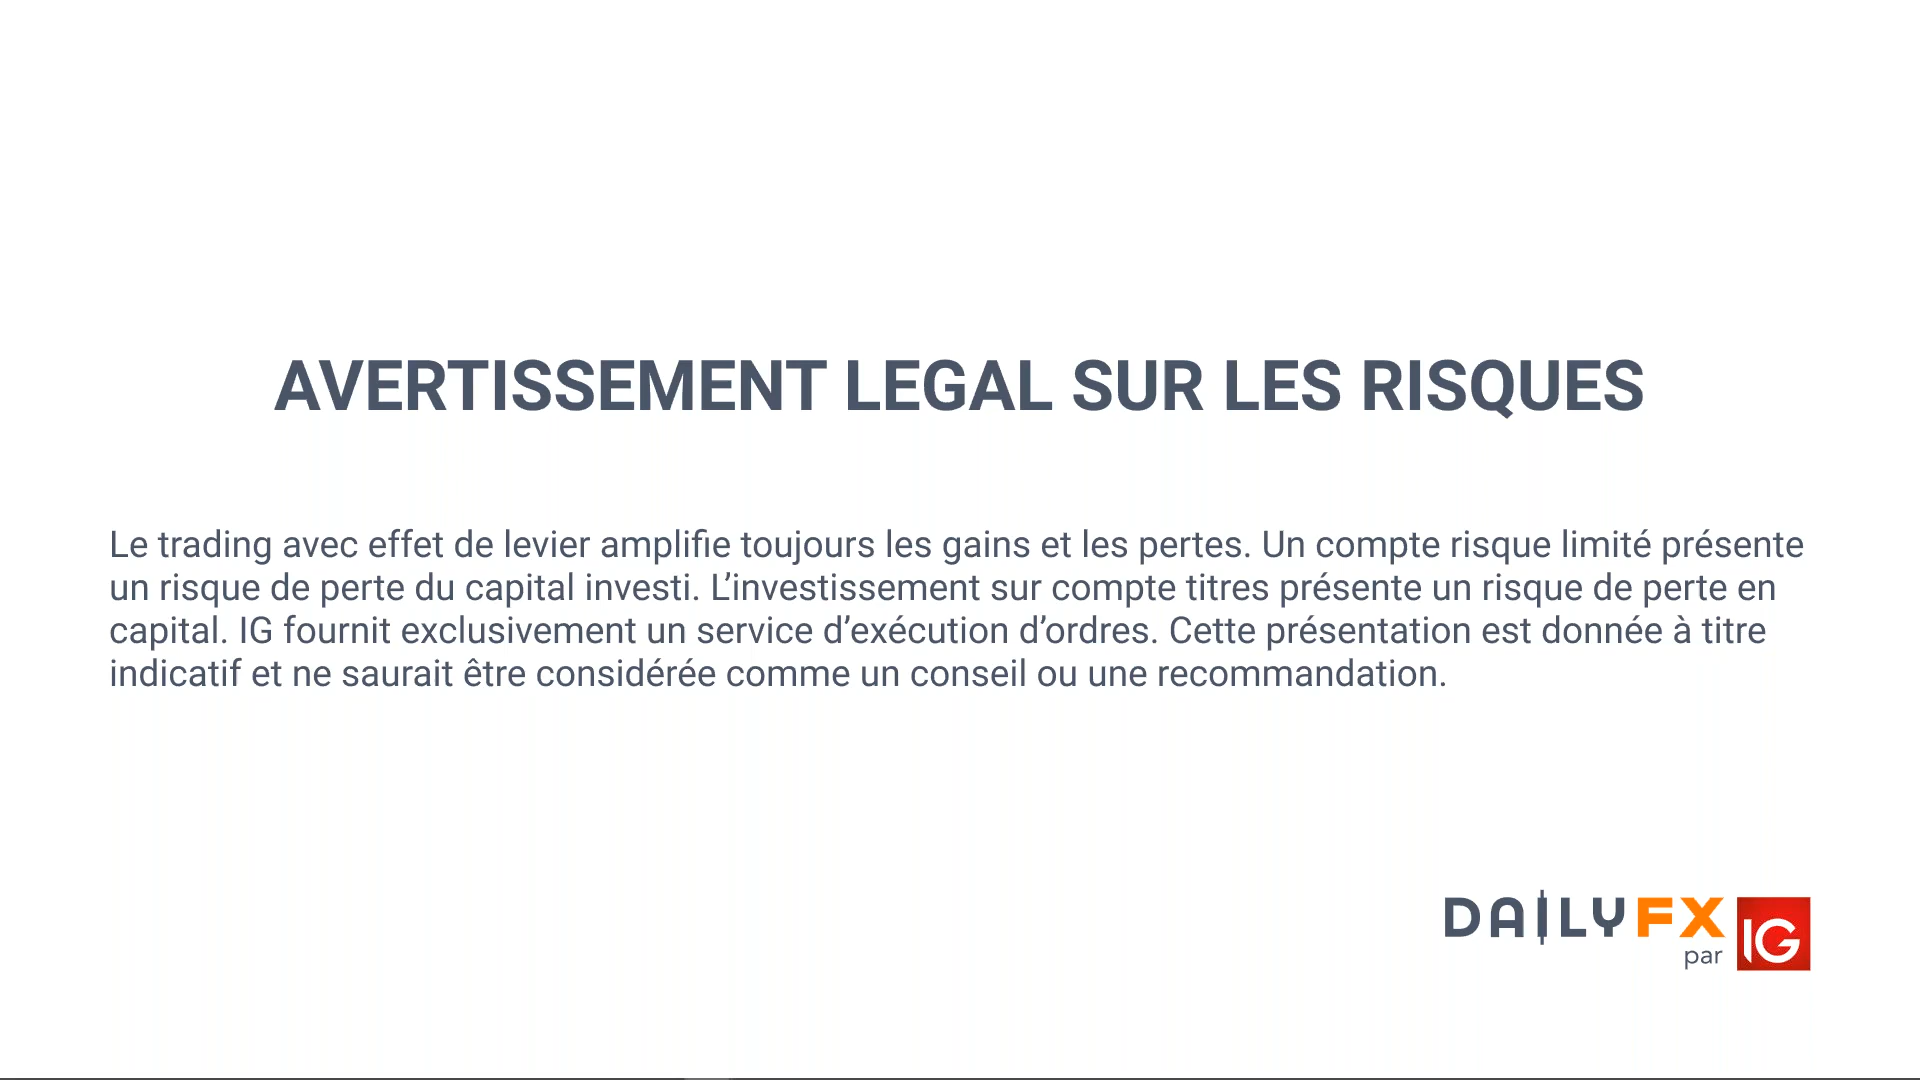 AVERTISSEMENT LEGAL SUR LES RISQUES
Le trading avec effet de levier amplifie toujours les gains et les pertes. Un compte risque limité présente
un risque de perte du capital investi. L’investissement sur compte titres présente un risque de perte en
capital. IG fournit exclusivement un service d’exécution d’ordres. Cette présentation est donnée à titre
indicatif et ne saurait être considérée comme un conseil ou une recommandation.
DAILYFX
par IG